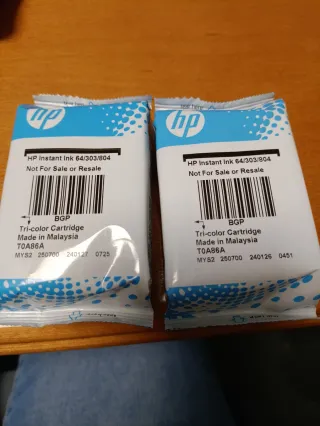 hp
HP Instant Ink 64/303/804
Not For Sale or Resale
BGP
Tri-color Cartridge
Made in Malaysia
T0A86A
MYS2 250700 240127 0725
hp
HP Instant Ink 64/303/804
Not For Sale or Resale
BGP
Tri-color Cartridge
Made in Malaysia
T0A86A
MYS2 250700 240126 0451